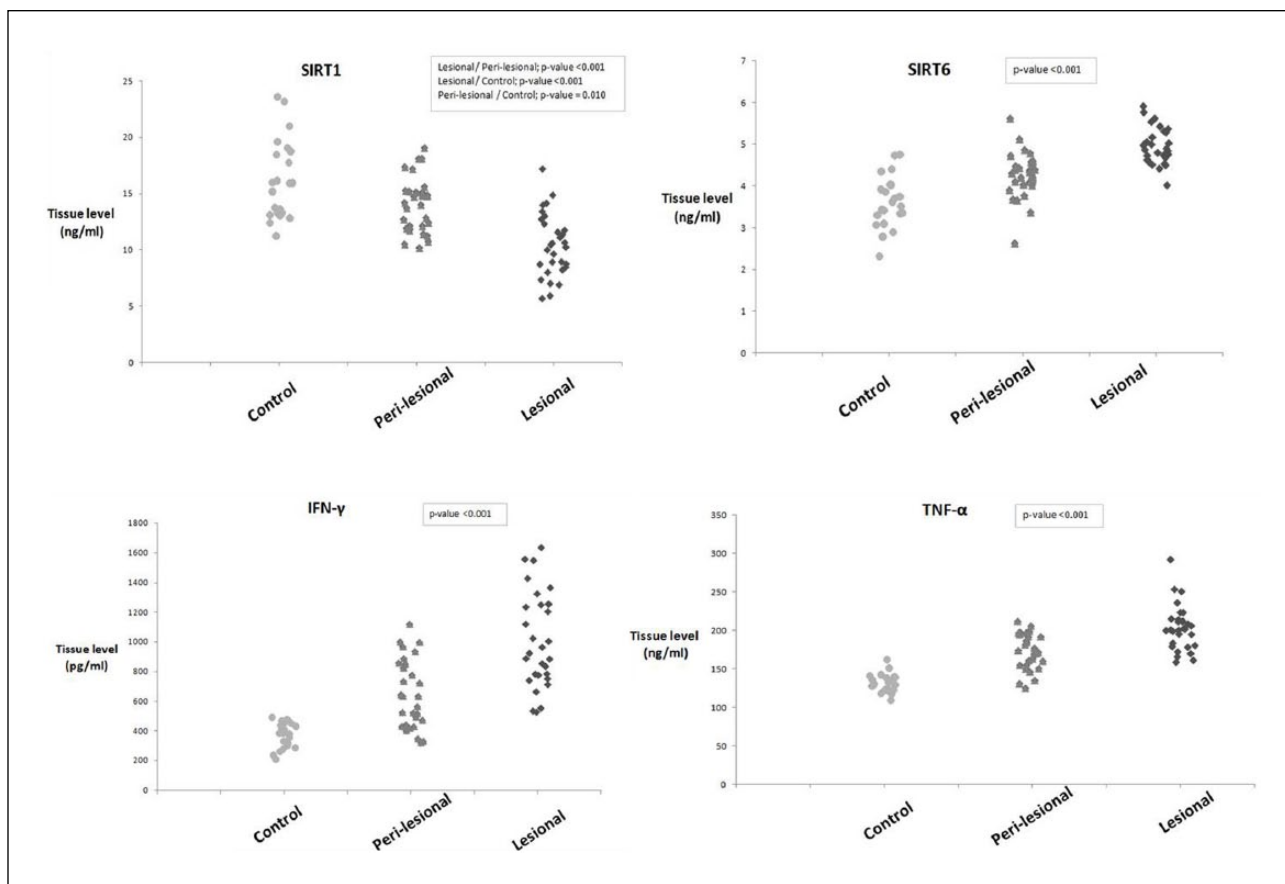 SIRT1
Lesional/ Peri-lesional; p-value <0.001
Lesional/ Control; p-value <0.001
Peri-lesional / Control; p-value = 0.010
25
20
15
10
5
0
Tissue level
(ng/ml)
Control
Peri-lesional
Lesional
SIRT6
p-value <0.001
7
6
5
4
3
2
1
0
Tissue level
(ng/ml)
Control
Peri-lesional
Lesional
IFN-γ
p-value <0.001
1800
1600
1400
1200
1000
800
600
400
200
0
Tissue level
(pg/ml)
Control
Peri-lesional
Lesional
TNF-α
p-value <0.001
350
300
250
200
150
100
50
0
Tissue level
(ng/ml)
Control
Peri-lesional
Lesional